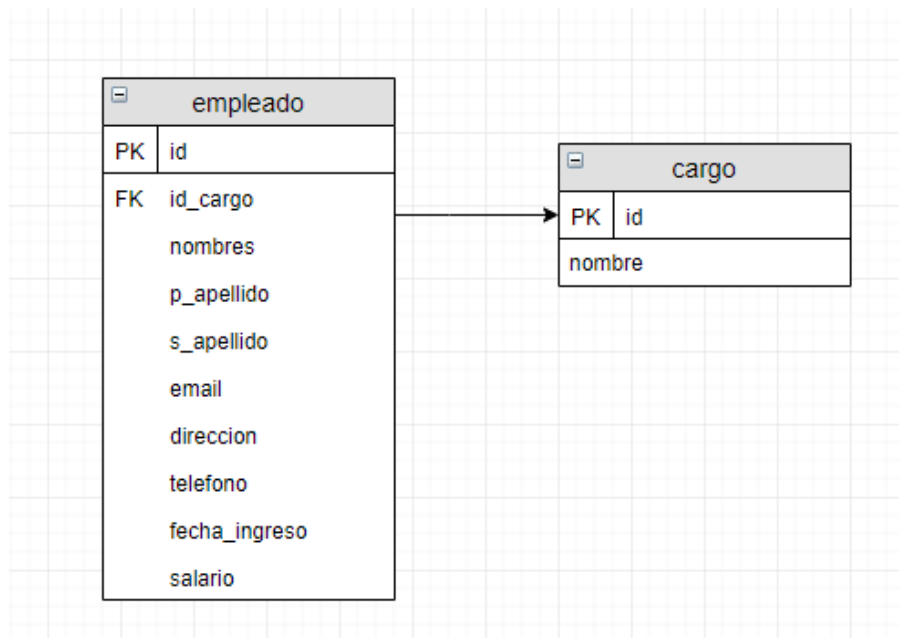 empleado
PK id
FK id_cargo
nombres
p_apellido
s_apellido
email
direccion
telefono
fecha_ingreso
salario
cargo
PK id
nombre